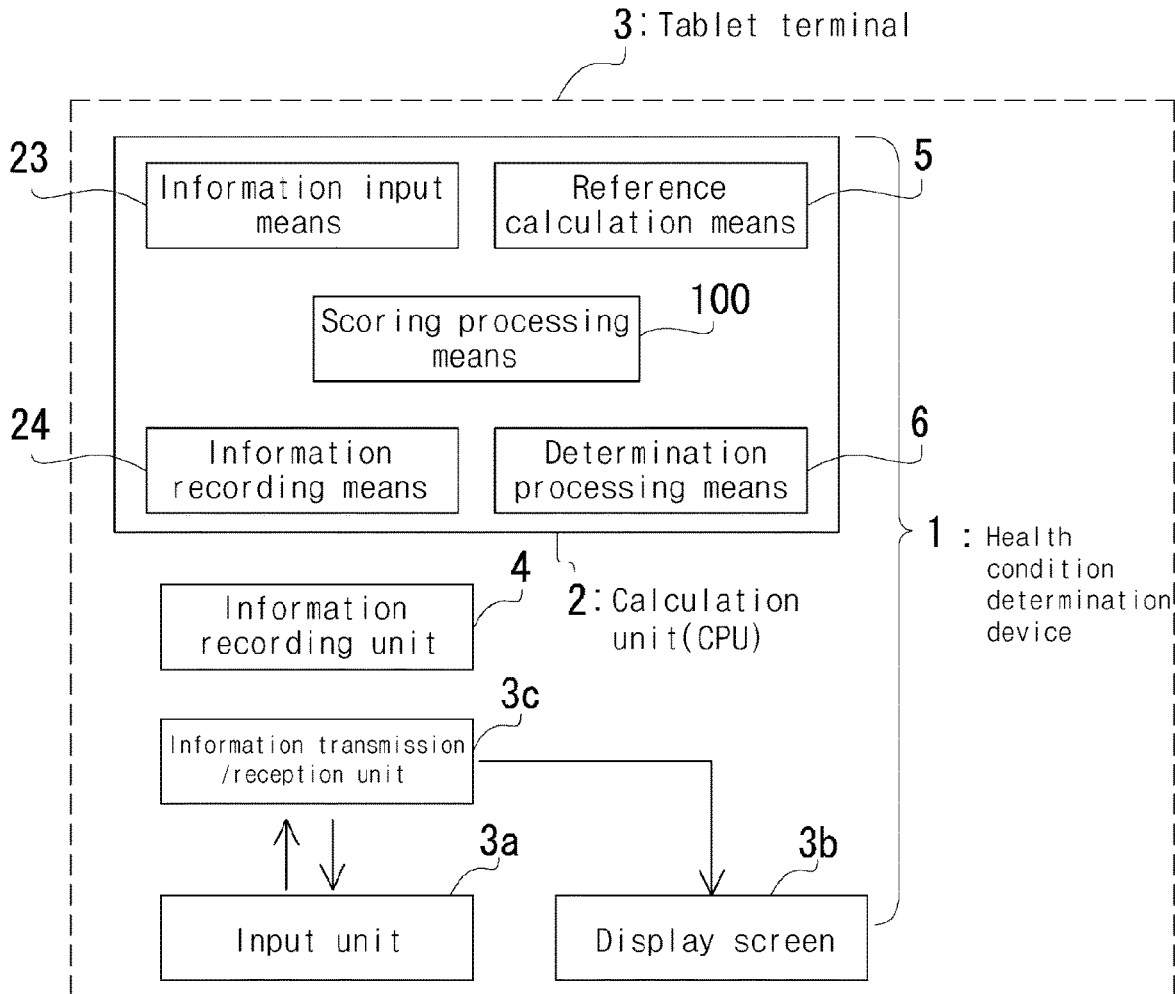 3:Tablet terminal
23
Information input
means
5
Reference
calculation means
100
Scoring processing
means
24
Information
recording means
6
Determination
processing means
1 : Health
condition
determination
device
4
Information
recording unit
2:Calculation
unit(CPU)
3c
Information transmission
/reception unit
3a
Input unit
3b
Display screen